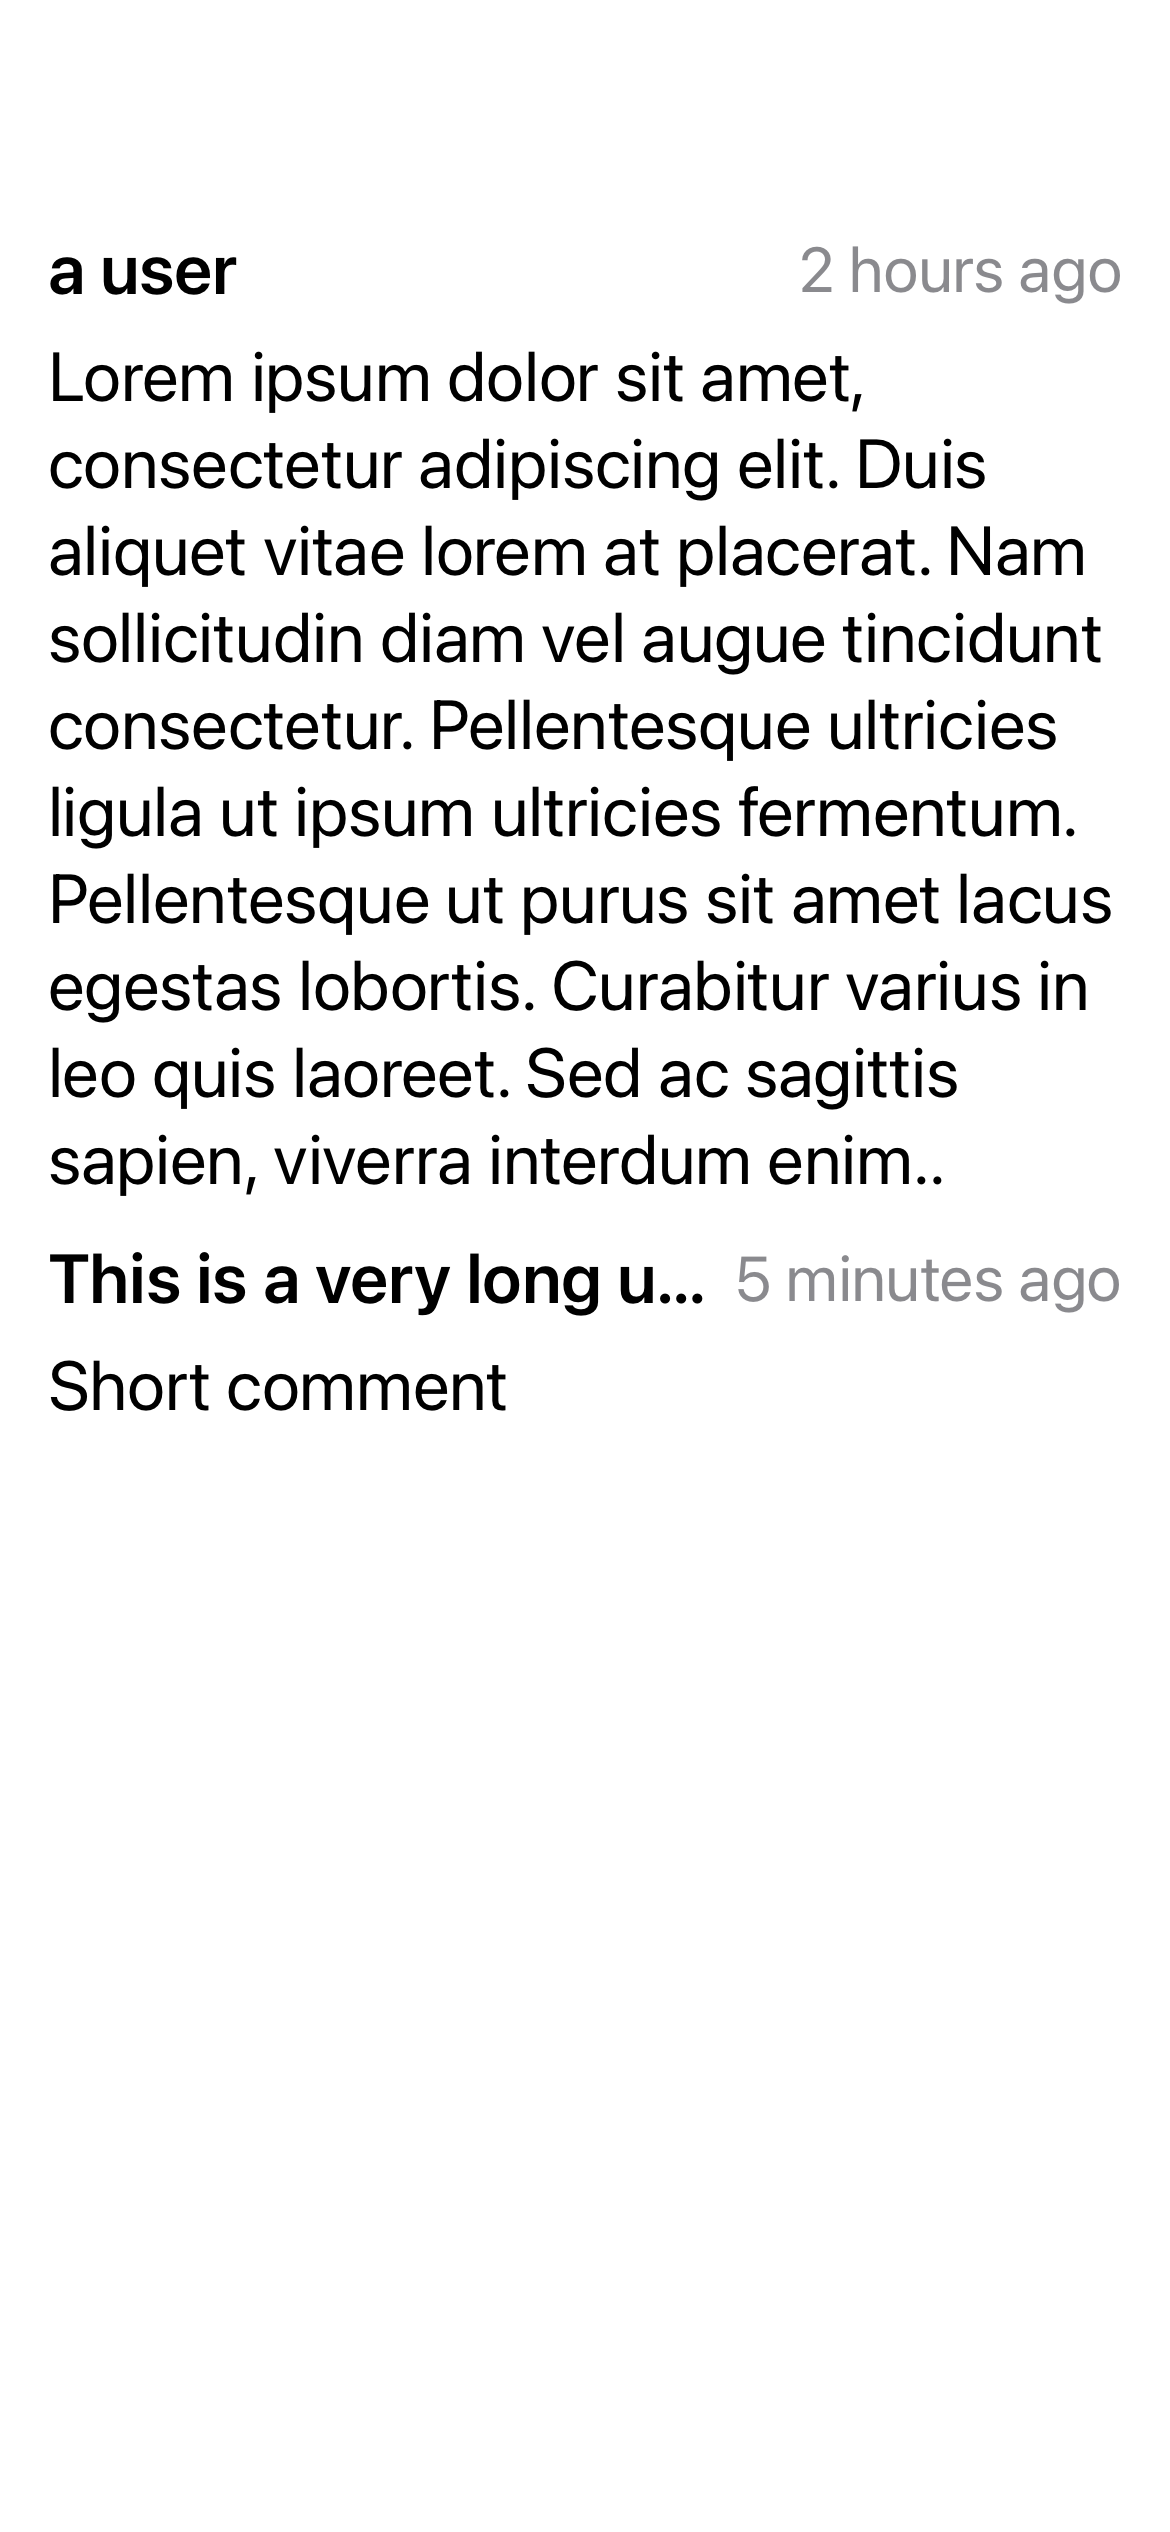 a user 2 hours ago
Lorem ipsum dolor sit amet,
consectetur adipiscing elit. Duis
aliquet vitae lorem at placerat. Nam
sollicitudin diam vel augue tincidunt
consectetur. Pellentesque ultricies
ligula ut ipsum ultricies fermentum.
Pellentesque ut purus sit amet lacus
egestas lobortis. Curabitur varius in
leo quis laoreet. Sed ac sagittis
sapien, viverra interdum enim..
This is a very long u... 5 minutes ago
Short comment